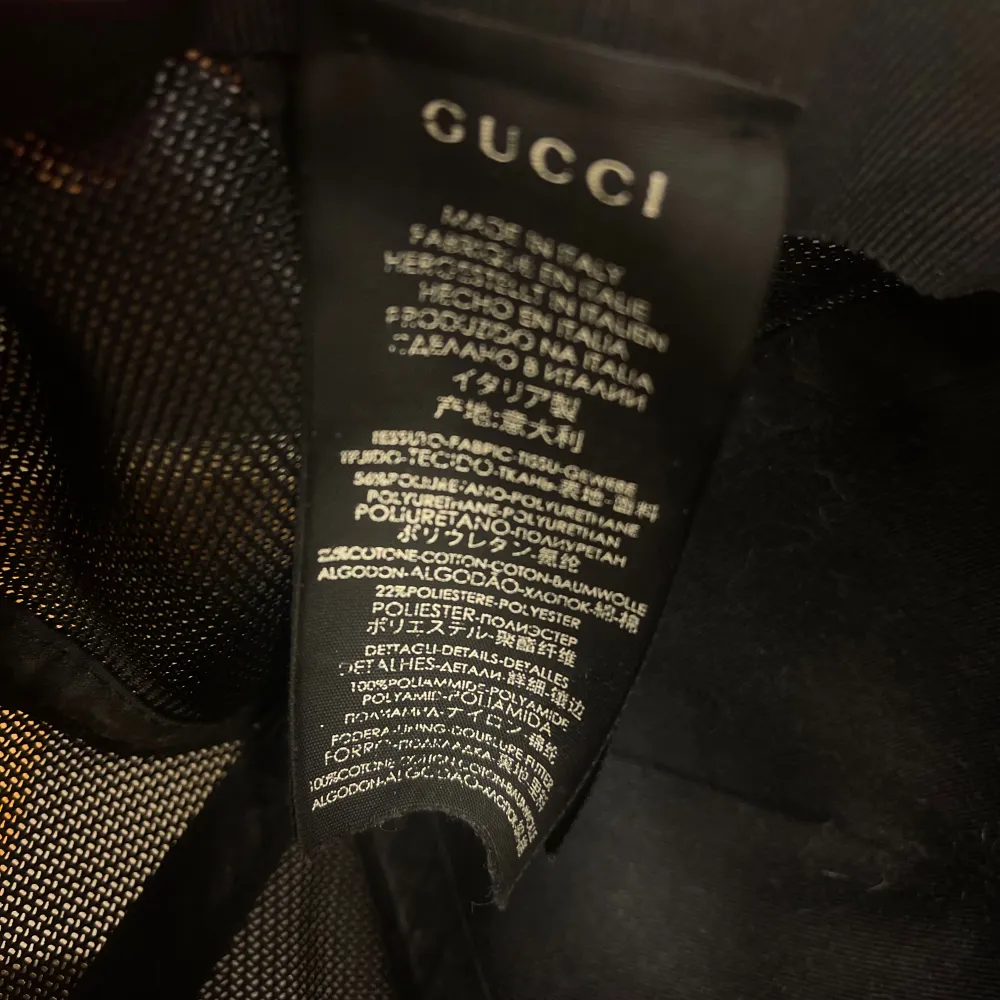 GUCCI
MADE IN ITALY
FABRIQUÉ EN ITALIE
HERGESTELLT IN ITALIEN
HECHO EN ITALIA
PRODUZIDO NA ITALIA
СДЕЛАНО В ИТАЛИИ
イタリア製
产地:意大利
TESSUTO-FABRIC-TISSU-GEWEBE
TEJIDO-TECIDO-ТКАНЬ-表地-面料
56%POLIURETANO-POLYURETHANE
POLYURETHANE-POLYURETHAN
POLIURETANO-ПОЛИУРЕТАН
ポリウレタン-氨纶
22%COTONE-COTTON-COTON-BAUMWOLLE
ALGODON-ALGODÃO-ХЛОПОК-綿-棉
22%POLIESTERE-POLYESTER
POLIESTER-ПОЛИЭСТЕР
ポリエステル-聚酯纤维
DETTAGLI-DETAILS-DETALLES
DETALHES-ДЕТАЛИ-詳細-镶边
100%POLIAMMIDE-POLYAMIDE
POLYAMID-POLIAMIDA
ПОЛИАМИД-ナイロン-锦纶
FODERA-LINING-DOUBLURE-FUTTER
FORRO-ПОДКЛАДКА-裏地-里料
100%COTONE-COTTON-COTON-BAUMWOLLE
ALGODON-ALGODÃO-ХЛОПОК-綿-棉